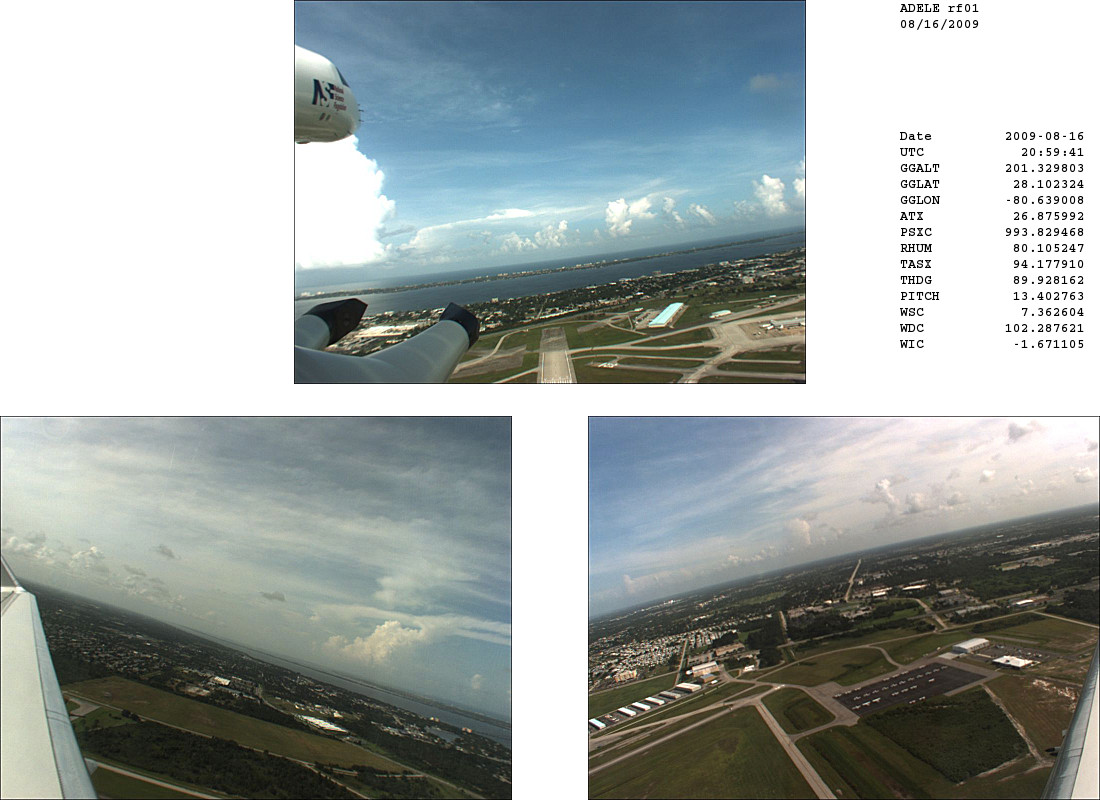 ADELE rf01
08/16/2009
Date 2009-08-16
UTC 20:59:41
GGALT 201.329803
GGLAT 28.102324
GGLON -80.639008
ATX 26.875992
PSXC 993.829468
RHUM 80.105247
TASX 94.177910
THDG 89.928162
PITCH 13.402763
WSC 7.362604
WDC 102.287621
WIC -1.671105
NSF